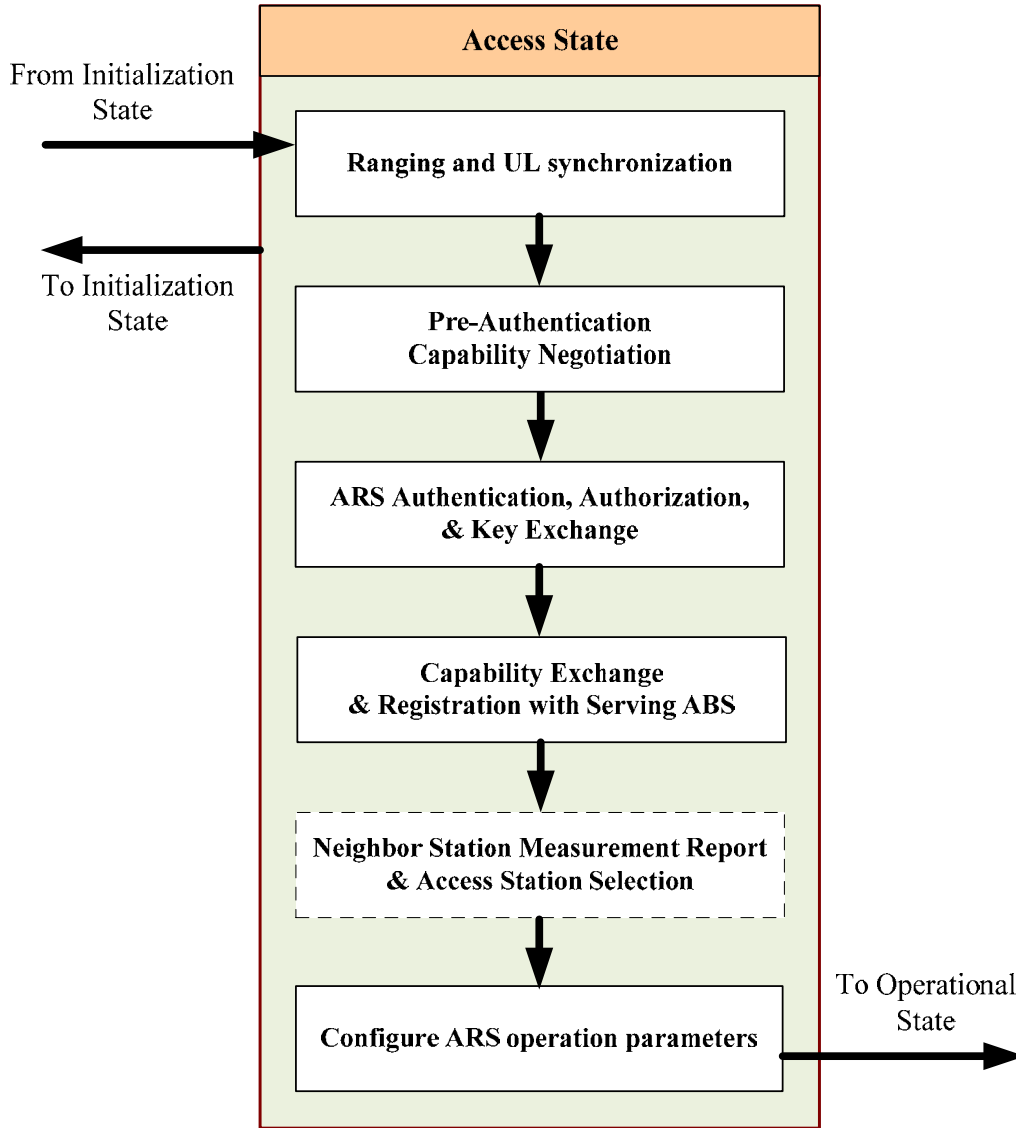 Access State
From Initialization
State
Ranging and UL synchronization
To Initialization
State
Pre-Authentication
Capability Negotiation
ARS Authentication, Authorization,
& Key Exchange
Capability Exchange
& Registration with Serving ABS
Neighbor Station Measurement Report
& Access Station Selection
Configure ARS operation parameters
To Operational
State